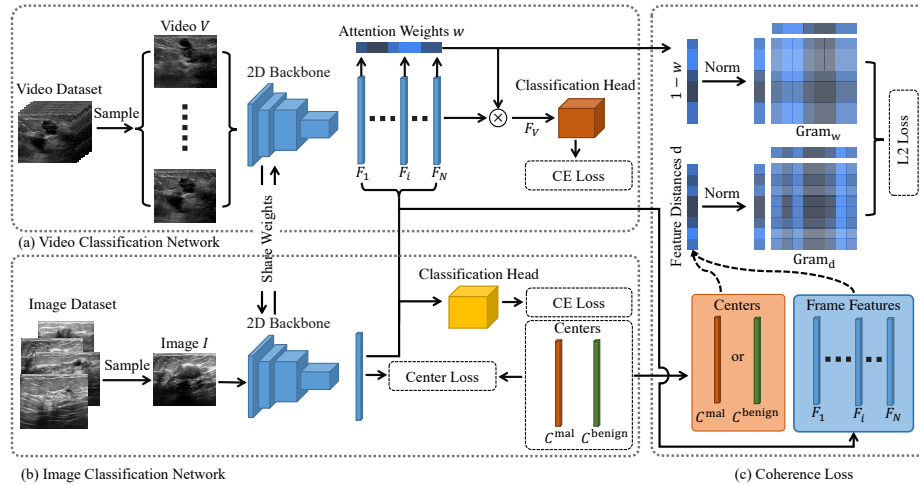 Video V
Attention Weights w
Video Dataset
Sample
2D Backbone
Classification Head
F_V
F_1
F_i
F_N
CE Loss
(a) Video Classification Network
Share Weights
Image Dataset
Sample
Image I
2D Backbone
Classification Head
CE Loss
Centers
Center Loss
C^mal
C^benign
(b) Image Classification Network
1 − w
Norm
Gram_w
L2 Loss
Feature Distances d
Norm
Gram_d
Centers
or
C^mal
C^benign
Frame Features
F_1
F_i
F_N
(c) Coherence Loss